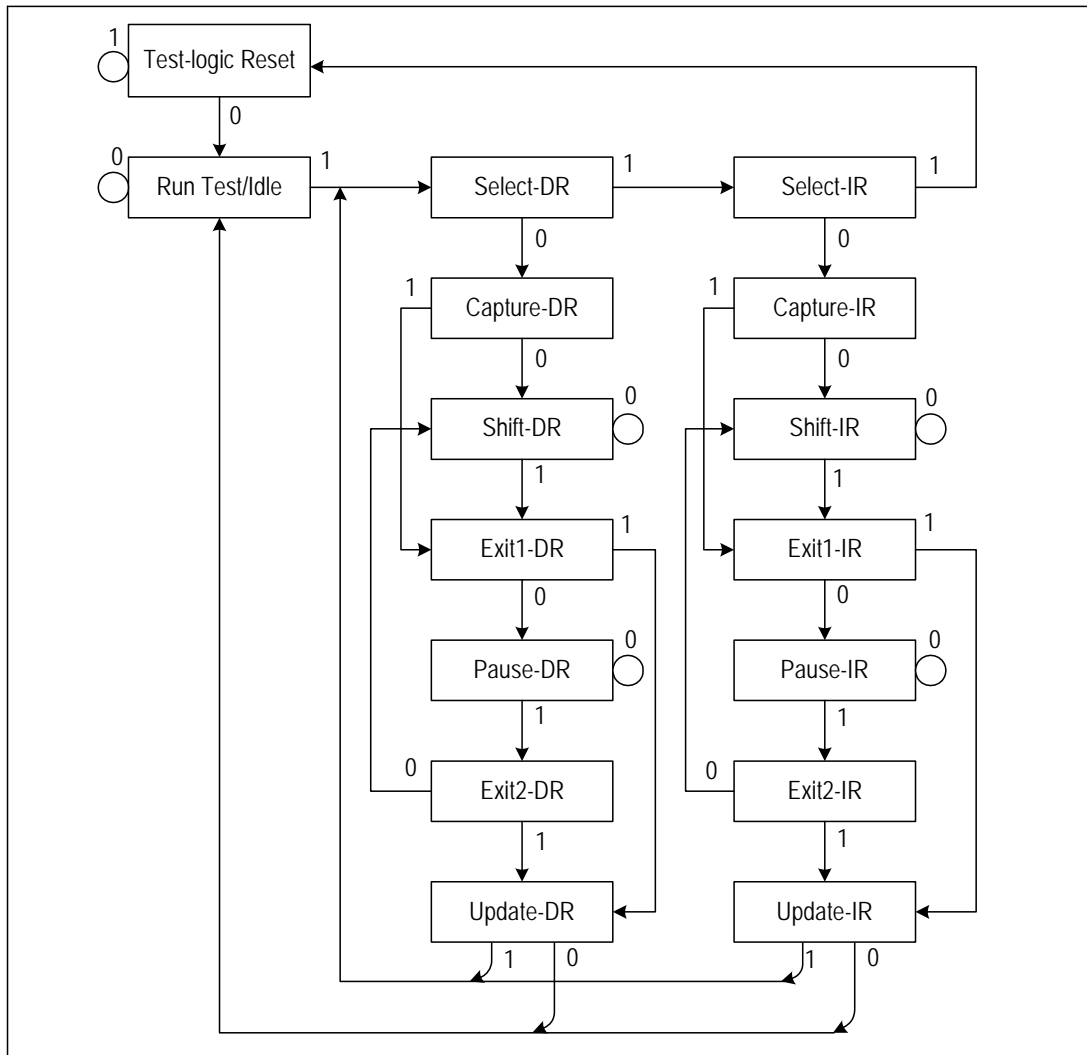 1
Test-logic Reset
0
0
Run Test/Idle
1
Select-DR
1
Select-IR
1
0
0
1
Capture-DR
1
Capture-IR
0
0
Shift-DR
0
Shift-IR
0
1
1
Exit1-DR
1
Exit1-IR
1
0
0
Pause-DR
0
Pause-IR
0
1
1
0
Exit2-DR
0
Exit2-IR
1
1
Update-DR
Update-IR
1
0
1
0